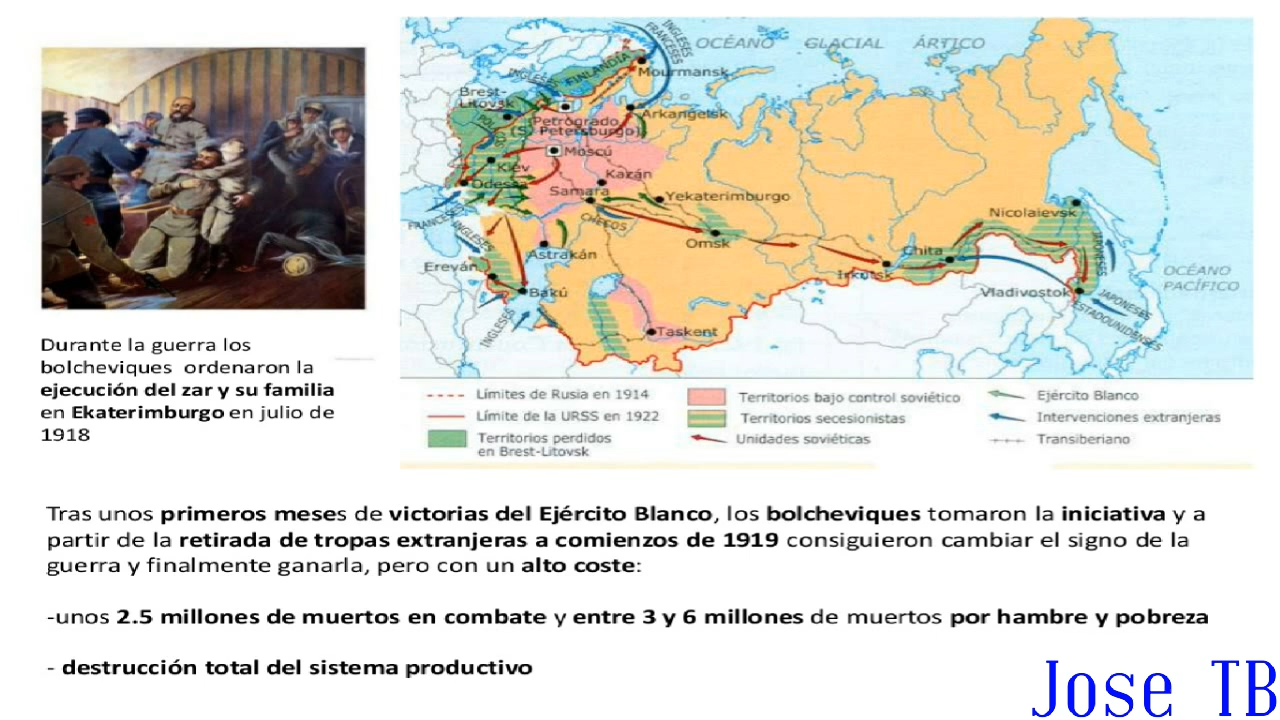 OCÉANO GLACIAL ÁRTICO
INGLESES
FRANCESES
INGLESES
FINLANDIA
Mourmansk
Brest-
Litovsk
Arkangelsk
Petrogrado
(S. Petersburgo)
Moscú
Kiev
Kazán
Odessa
Samara
Yekaterimburgo
CHECOS
Nicolaievsk
FRANCESES
INGLESES
Omsk
Chita
Astrakán
Ereván
Irkutsk
OCÉANO
PACÍFICO
Bakú
Vladivostok
JAPONESES
JAPONESES
ESTADOUNIDENSES
INGLESES
Taskent
Durante la guerra los
bolcheviques ordenaron la
ejecución del zar y su familia
en Ekaterimburgo en julio de
1918
Límites de Rusia en 1914
Límite de la URSS en 1922
Territorios perdidos
en Brest-Litovsk
Territorios bajo control soviético
Territorios secesionistas
Unidades soviéticas
Ejército Blanco
Intervenciones extranjeras
Transiberiano
Tras unos primeros meses de victorias del Ejército Blanco, los bolcheviques tomaron la iniciativa y a
partir de la retirada de tropas extranjeras a comienzos de 1919 consiguieron cambiar el signo de la
guerra y finalmente ganarla, pero con un alto coste:
-unos 2.5 millones de muertos en combate y entre 3 y 6 millones de muertos por hambre y pobreza
- destrucción total del sistema productivo
Jose TB